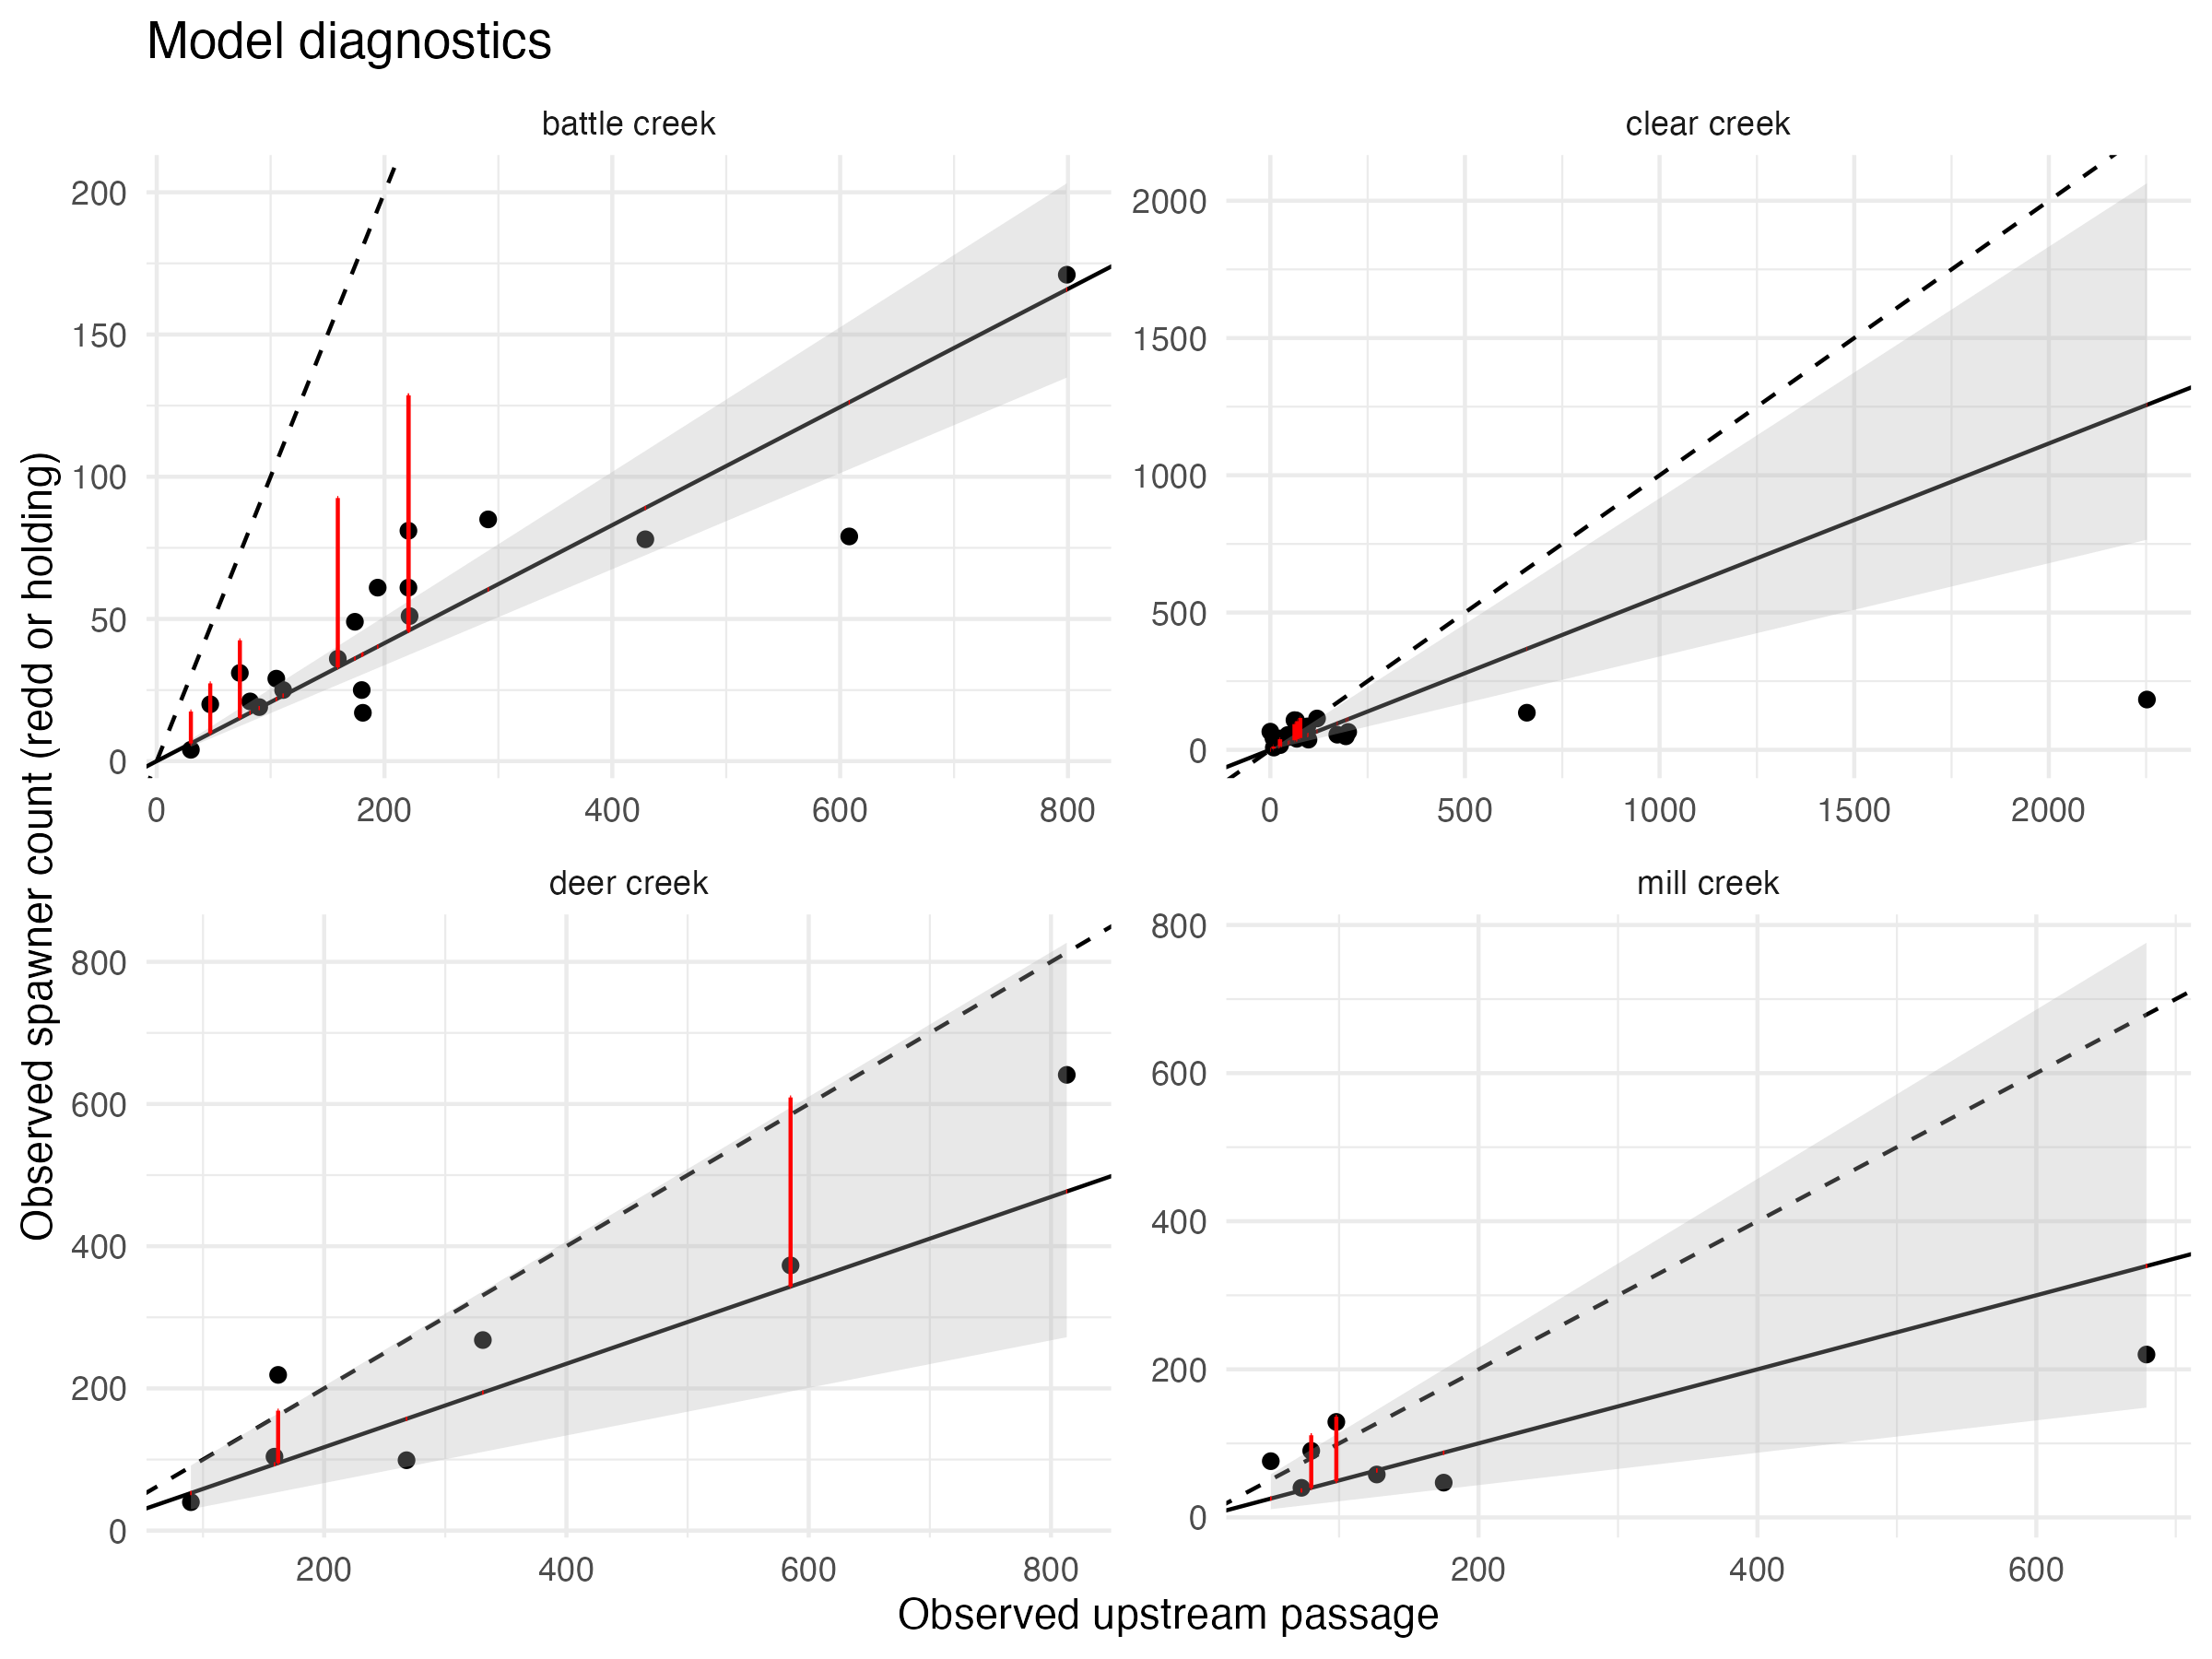 Model diagnostics
battle creek
clear creek
200
150
100
50
0
0 200 400 600 800
2000
1500
1000
500
0
0 500 1000 1500 2000
deer creek
mill creek
800
600
400
200
0
200 400 600 800
800
600
400
200
0
200 400 600
Observed spawner count (redd or holding)
Observed upstream passage